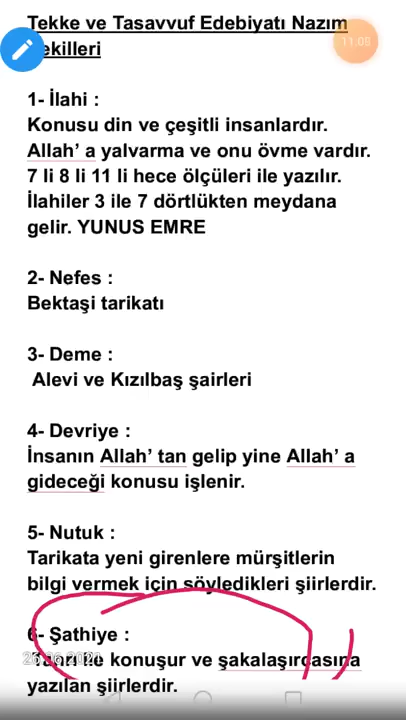 Tekke ve Tasavvuf Edebiyatı Nazım
ekilleri
11:09
1- İlahi :
Konusu din ve çeşitli insanlardır.
Allah’ a yalvarma ve onu övme vardır.
7 li 8 li 11 li hece ölçüleri ile yazılır.
İlahiler 3 ile 7 dörtlükten meydana
gelir. YUNUS EMRE
2- Nefes :
Bektaşi tarikatı
3- Deme :
Alevi ve Kızılbaş şairleri
4- Devriye :
İnsanın Allah’ tan gelip yine Allah’ a
gideceği konusu işlenir.
5- Nutuk :
Tarikata yeni girenlere mürşitlerin
bilgi vermek için söyledikleri şiirlerdir.
6- Şathiye :
ile konuşur ve şakalaşırcasına
yazılan şiirlerdir.